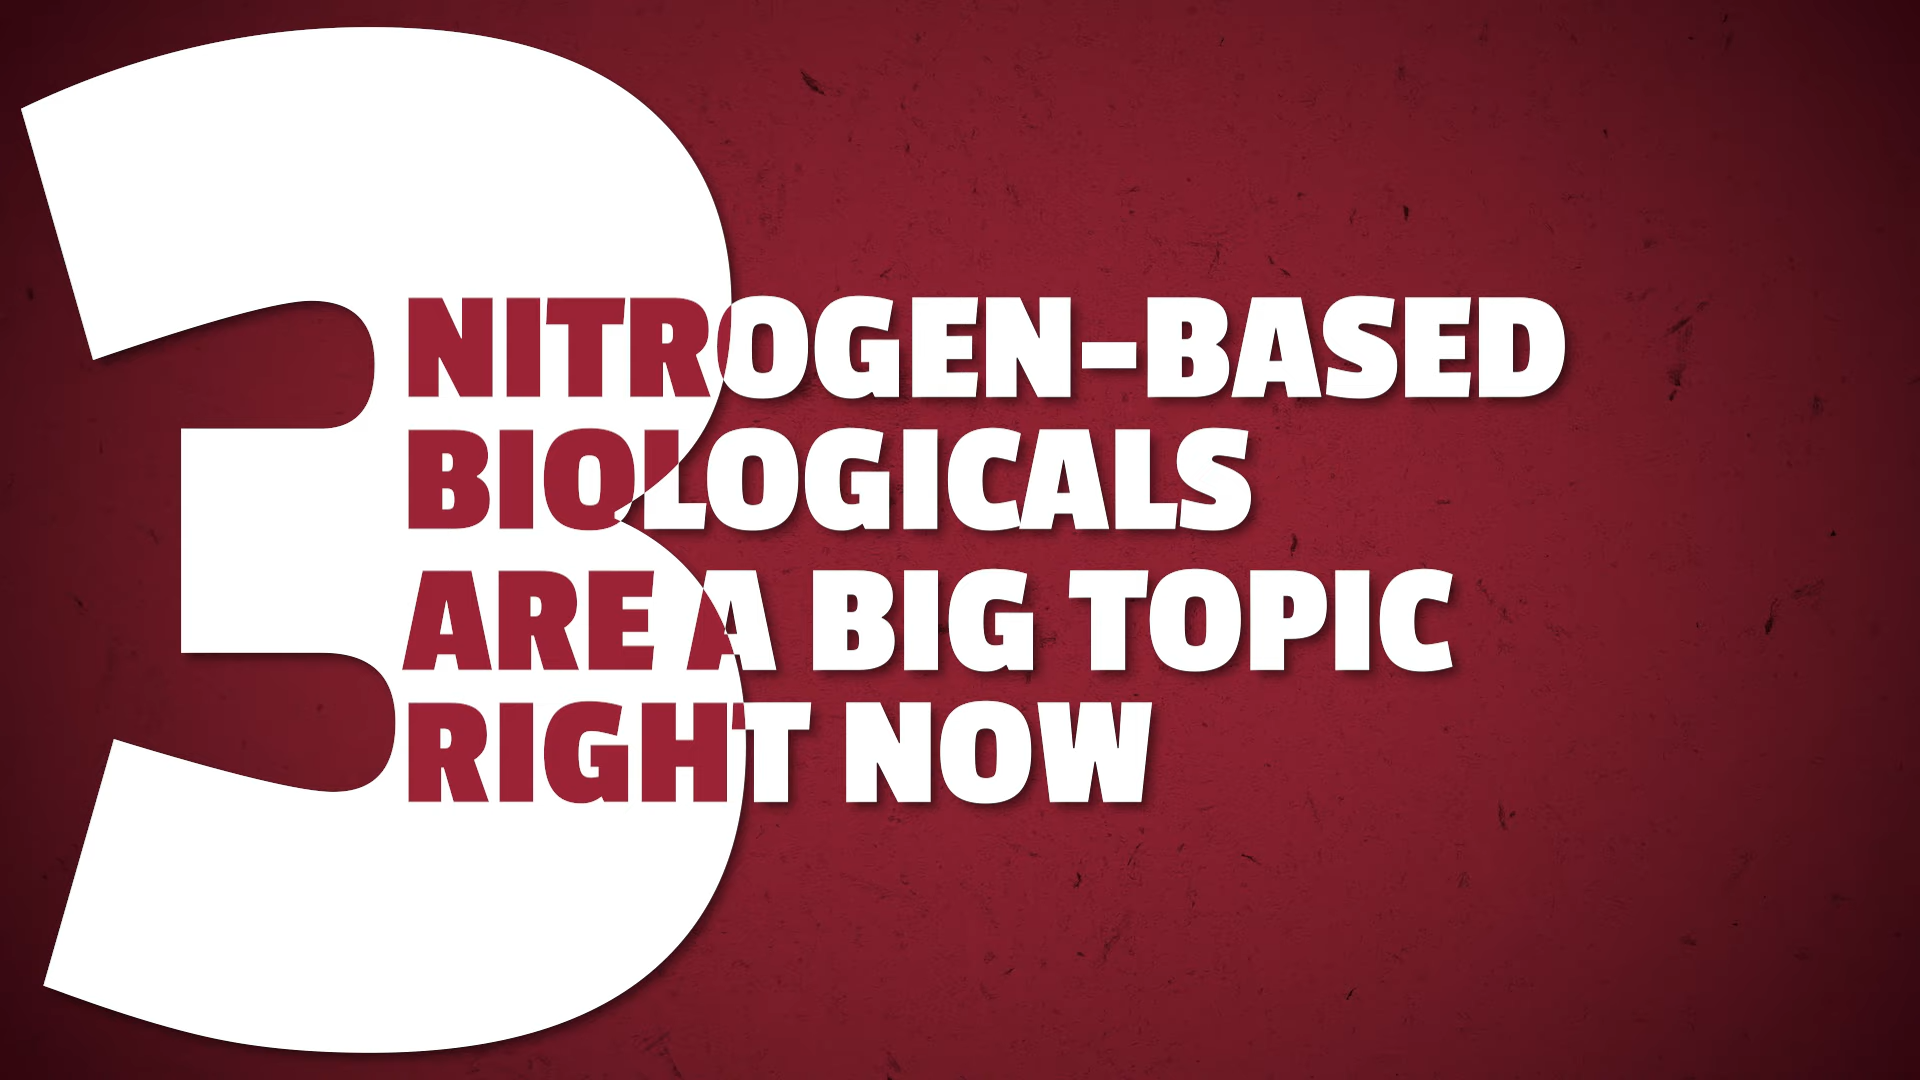 3
NITROGEN-BASED
BIOLOGICALS
ARE A BIG TOPIC
RIGHT NOW